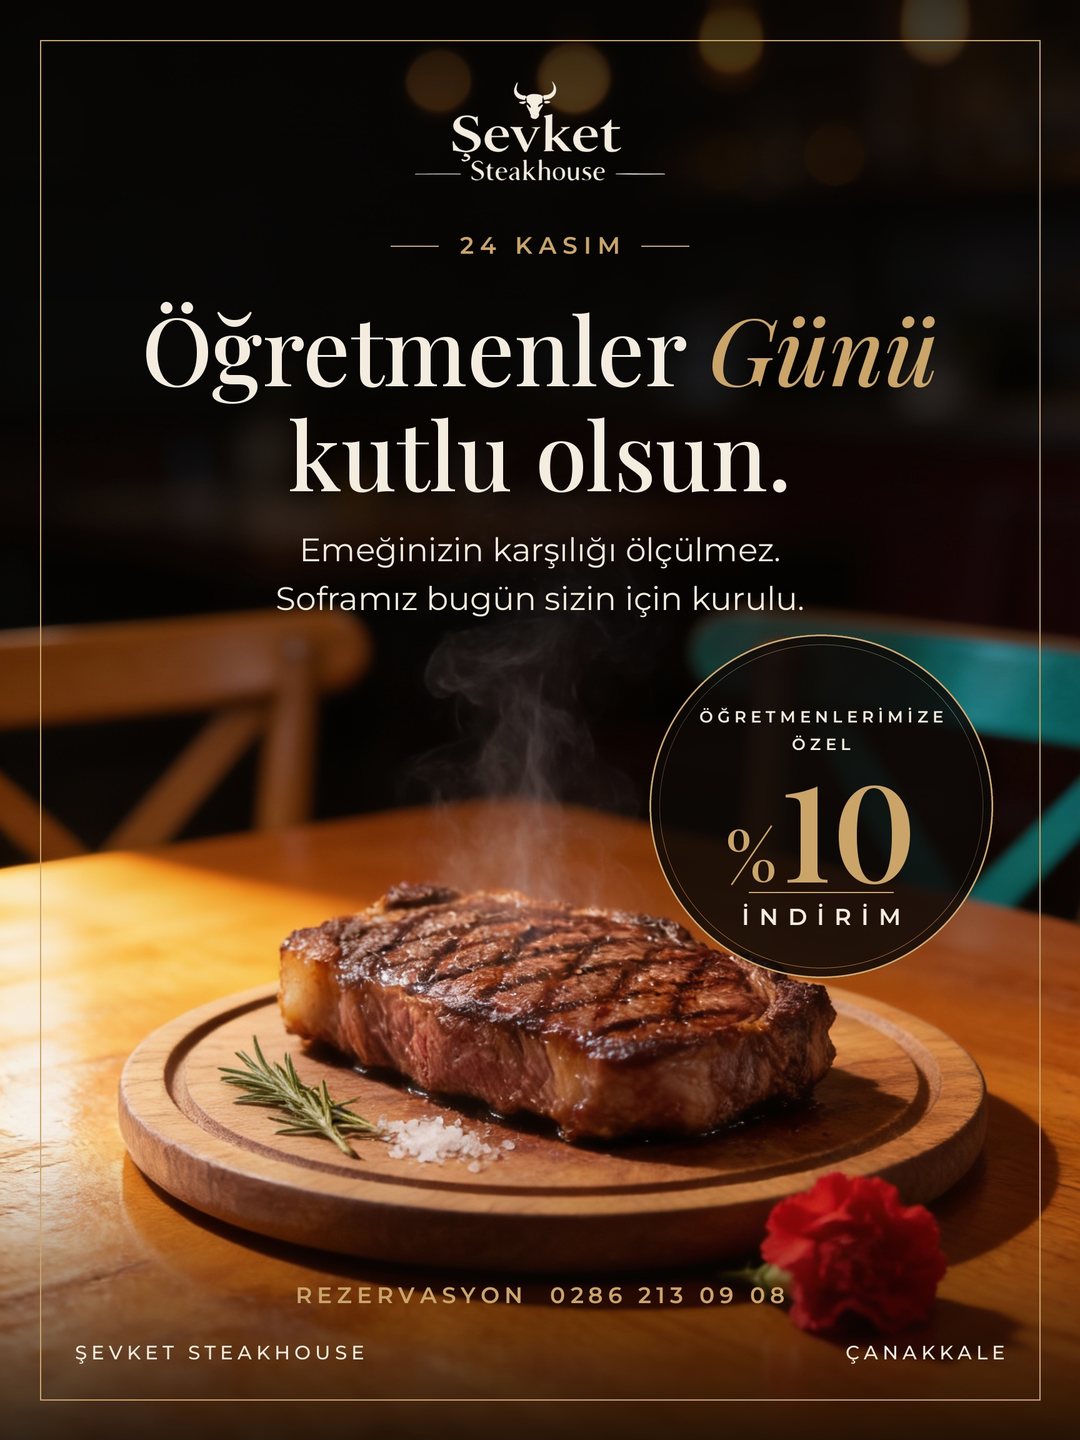 Şevket
Steakhouse
24 KASIM
Öğretmenler Günü
kutlu olsun.
Emeğinizin karşılığı ölçülmez.
Soframız bugün sizin için kurulu.
ÖĞRETMENLERİMİZE
ÖZEL
%10
İNDİRİM
REZERVASYON 0286 213 09 08
ŞEVKET STEAKHOUSE
ÇANAKKALE